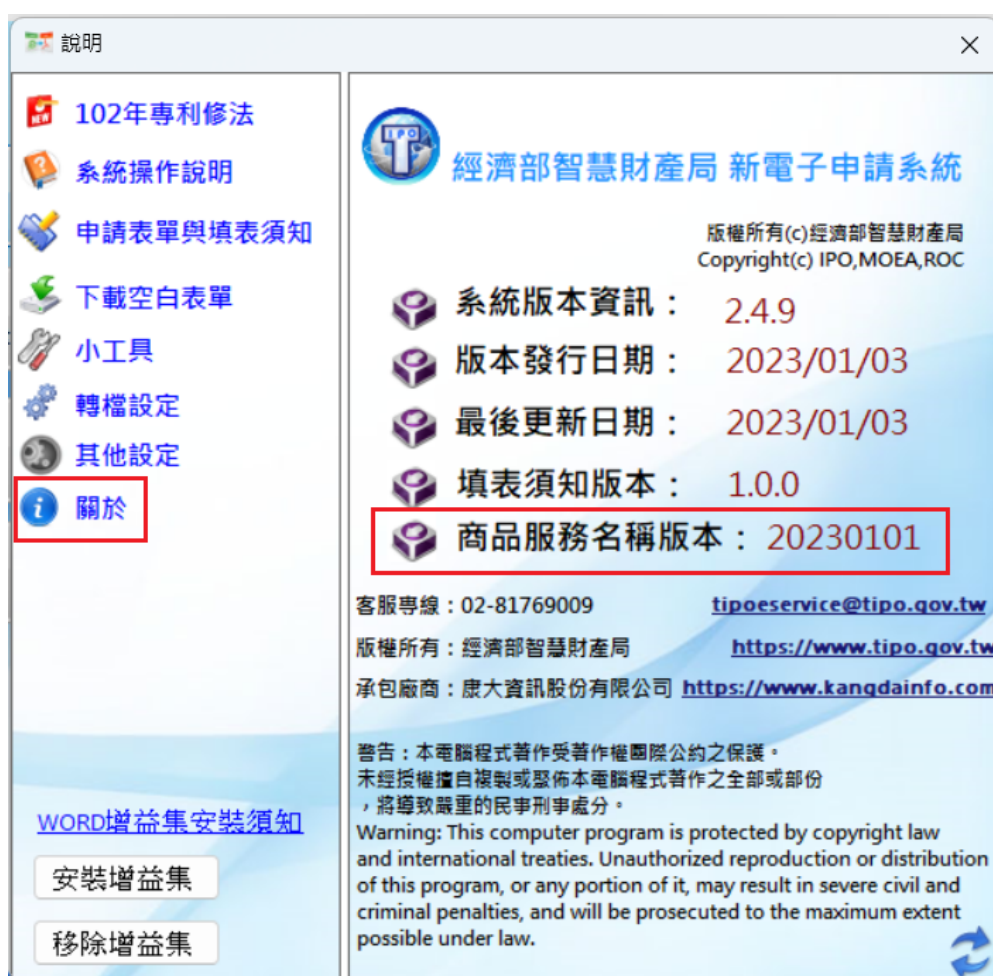 說明
102年專利修法
系統操作說明
申請表單與填表須知
下載空白表單
小工具
轉檔設定
其他設定
關於
WORD增益集安裝須知
安裝增益集
移除增益集
TIPO
經濟部智慧財產局 新電子申請系統
版權所有(c)經濟部智慧財產局
Copyright(c) IPO,MOEA,ROC
系統版本資訊： 2.4.9
版本發行日期： 2023/01/03
最後更新日期： 2023/01/03
填表須知版本： 1.0.0
商品服務名稱版本： 20230101
客服專線：02-81769009 tipoeservice@tipo.gov.tw
版權所有：經濟部智慧財產局 https://www.tipo.gov.tw
承包廠商：康大資訊股份有限公司 https://www.kangdainfo.com
警告：本電腦程式著作受著作權國際公約之保護。
未經授權擅自複製或散佈本電腦程式著作之全部或部份
，將導致嚴重的民事刑事處分。
Warning: This computer program is protected by copyright law
and international treaties. Unauthorized reproduction or distribution
of this program, or any portion of it, may result in severe civil and
criminal penalties, and will be prosecuted to the maximum extent
possible under law.